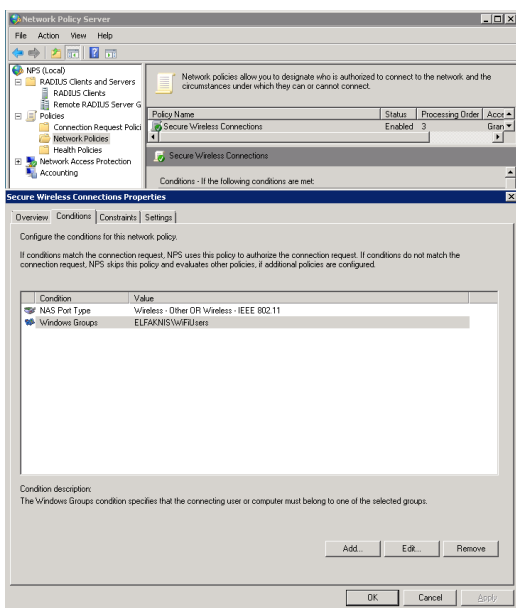 Network Policy Server
File Action View Help
NPS (Local)
RADIUS Clients and Servers
RADIUS Clients
Remote RADIUS Server G
Policies
Connection Request Polici
Network Policies
Health Policies
Network Access Protection
Accounting
Network policies allow you to designate who is authorized to connect to the network and the
circumstances under which they can or cannot connect.
Policy Name Status Processing Order Acce
Secure Wireless Connections Enabled 3 Gran
Secure Wireless Connections
Conditions - If the following conditions are met:
Secure Wireless Connections Properties
Overview Conditions Constraints Settings
Configure the conditions for this network policy.
If conditions match the connection request, NPS uses this policy to authorize the connection request. If conditions do not match the
connection request, NPS skips this policy and evaluates other policies, if additional policies are configured.
Condition Value
NAS Port Type Wireless - Other OR Wireless - IEEE 802.11
Windows Groups ELFAKNIS\WiFiUsers
Condition description:
The Windows Groups condition specifies that the connecting user or computer must belong to one of the selected groups.
Add... Edit... Remove
OK Cancel Apply